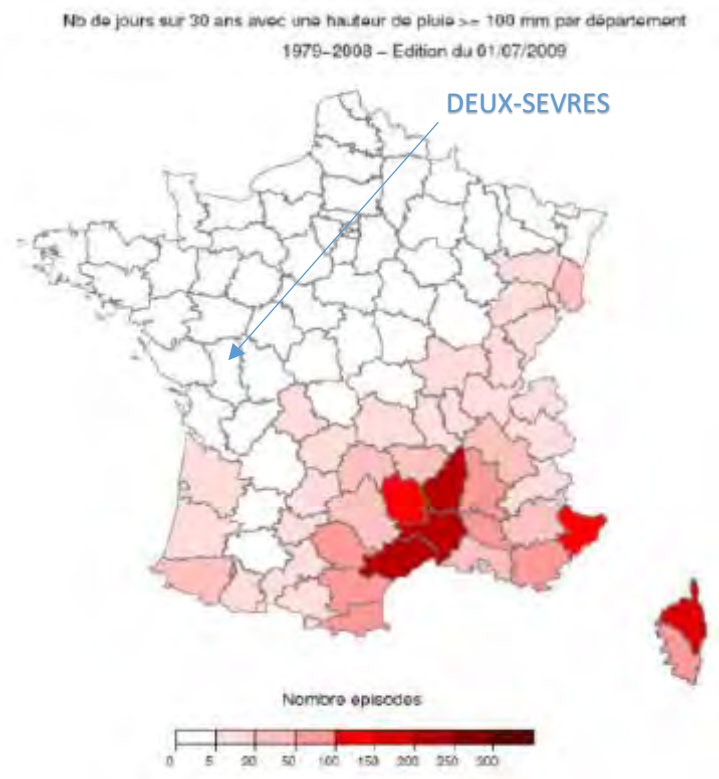 Nb de jours sur 30 ans avec une hauteur de pluie >= 100 mm par département
1979-2008 - Edition du 01/07/2009
DEUX-SEVRES
Nombre episodes
0 5 20 50 100 150 200 250 300